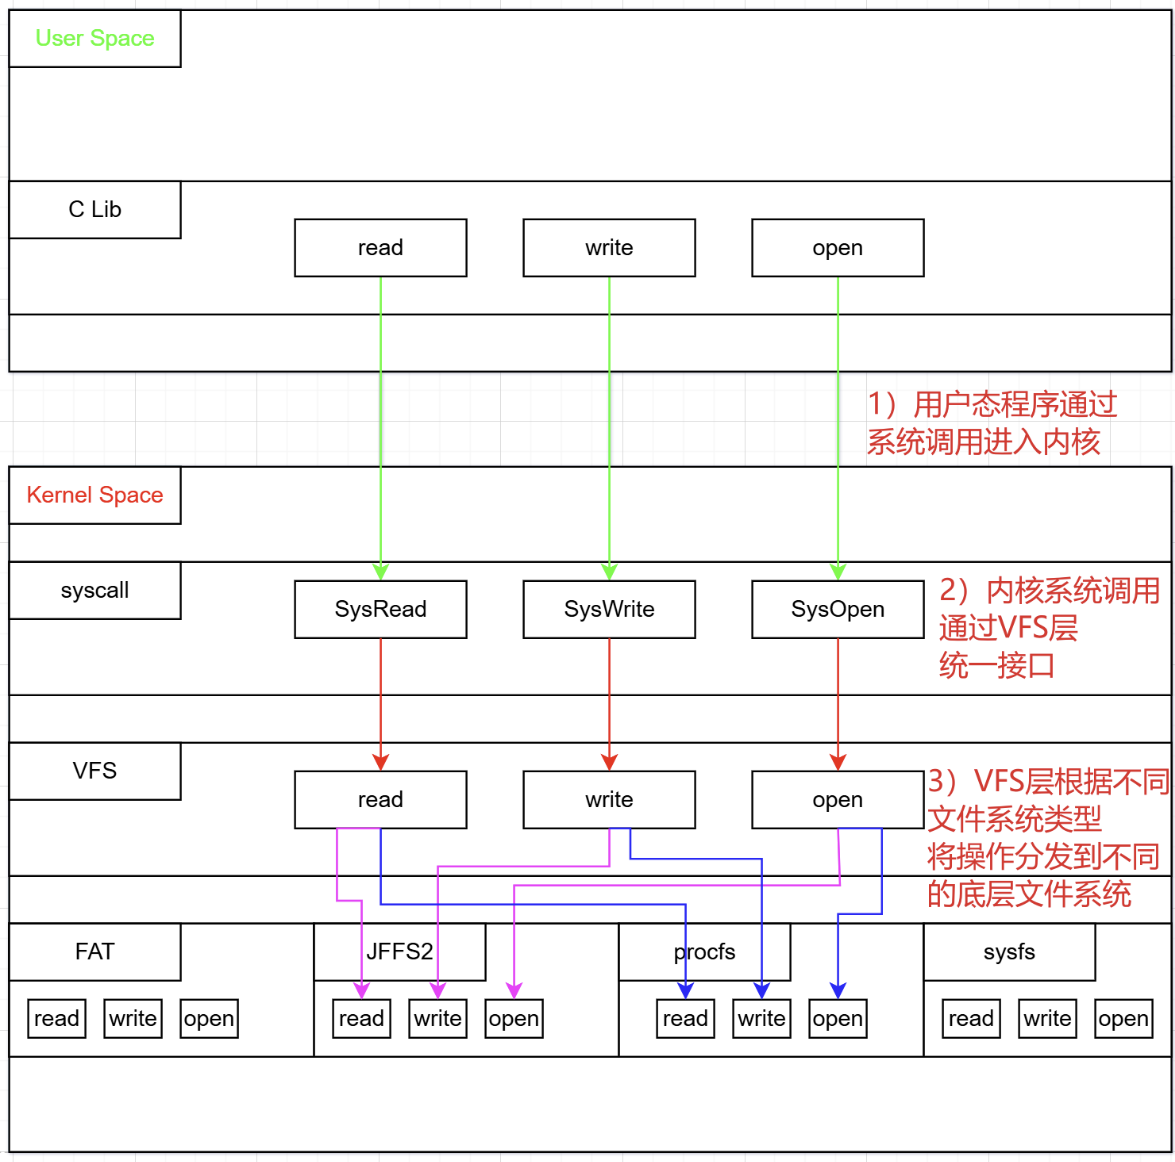 User Space
C Lib
read
write
open
1）用户态程序通过
系统调用进入内核
Kernel Space
syscall
SysRead
SysWrite
SysOpen
2）内核系统调用
通过VFS层
统一接口
VFS
read
write
open
3）VFS层根据不同
文件系统类型
将操作分发到不同
的底层文件系统
FAT
read
write
open
JFFS2
read
write
open
procfs
read
write
open
sysfs
read
write
open